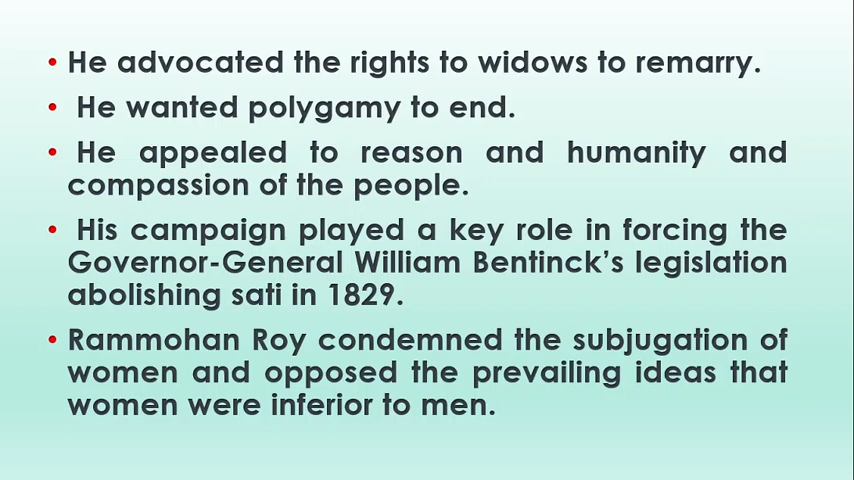 • He advocated the rights to widows to remarry.
• He wanted polygamy to end.
• He appealed to reason and humanity and
compassion of the people.
• His campaign played a key role in forcing the
Governor-General William Bentinck’s legislation
abolishing sati in 1829.
• Rammohan Roy condemned the subjugation of
women and opposed the prevailing ideas that
women were inferior to men.